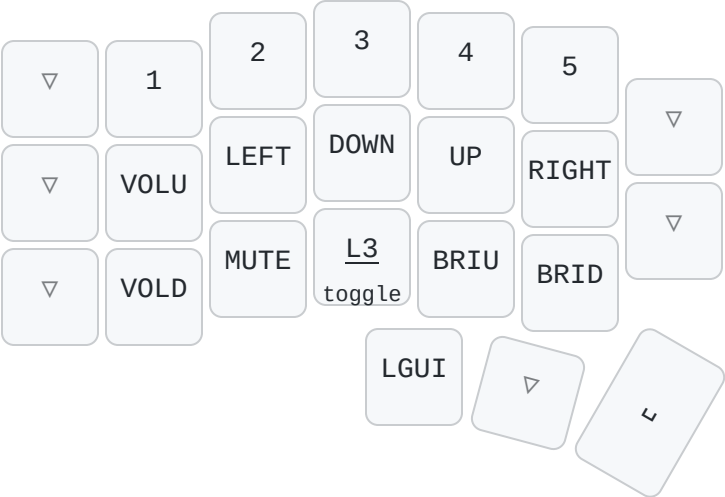 ▽ 1 2 3 4 5
▽ VOLU LEFT DOWN UP RIGHT ▽
▽ VOLD MUTE L3 BRIU BRID ▽
toggle
LGUI ▽ ⎵